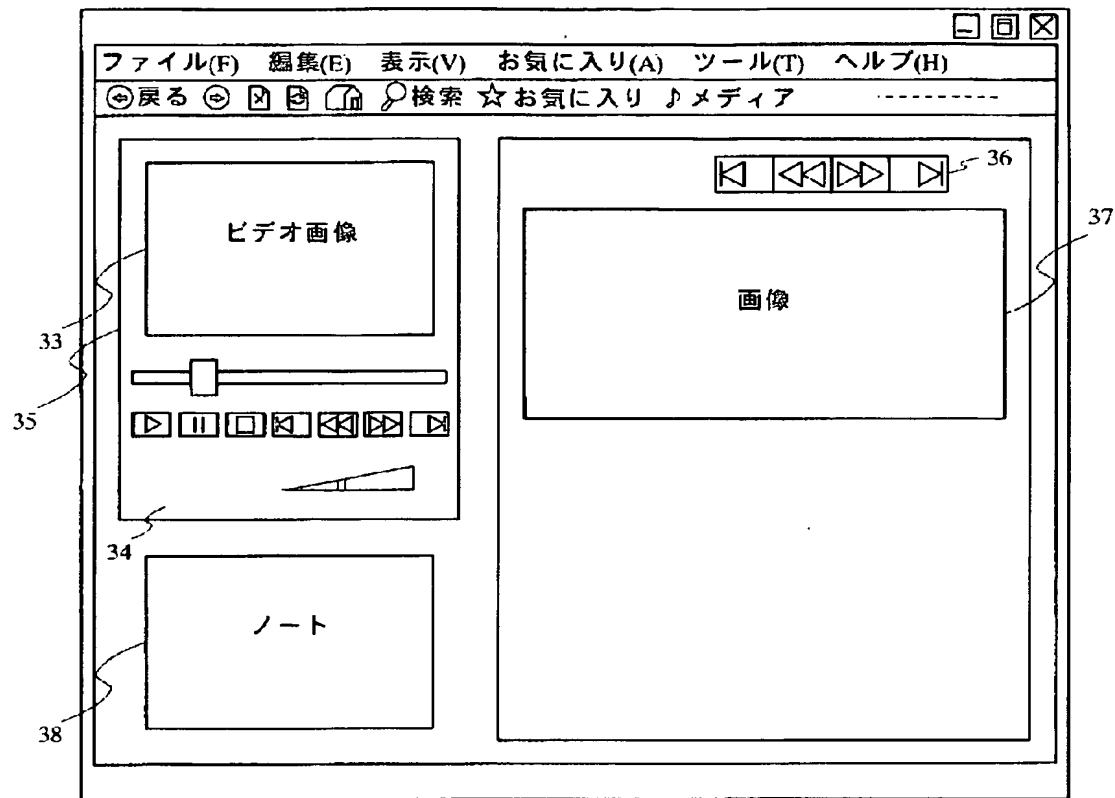 ファイル(F) 編集(E) 表示(V) お気に入り(A) ツール(T) ヘルプ(H)
戻る 検索 ☆お気に入り ♪メディア
36
37
ビデオ画像
画像
33
35
34
ノート
38